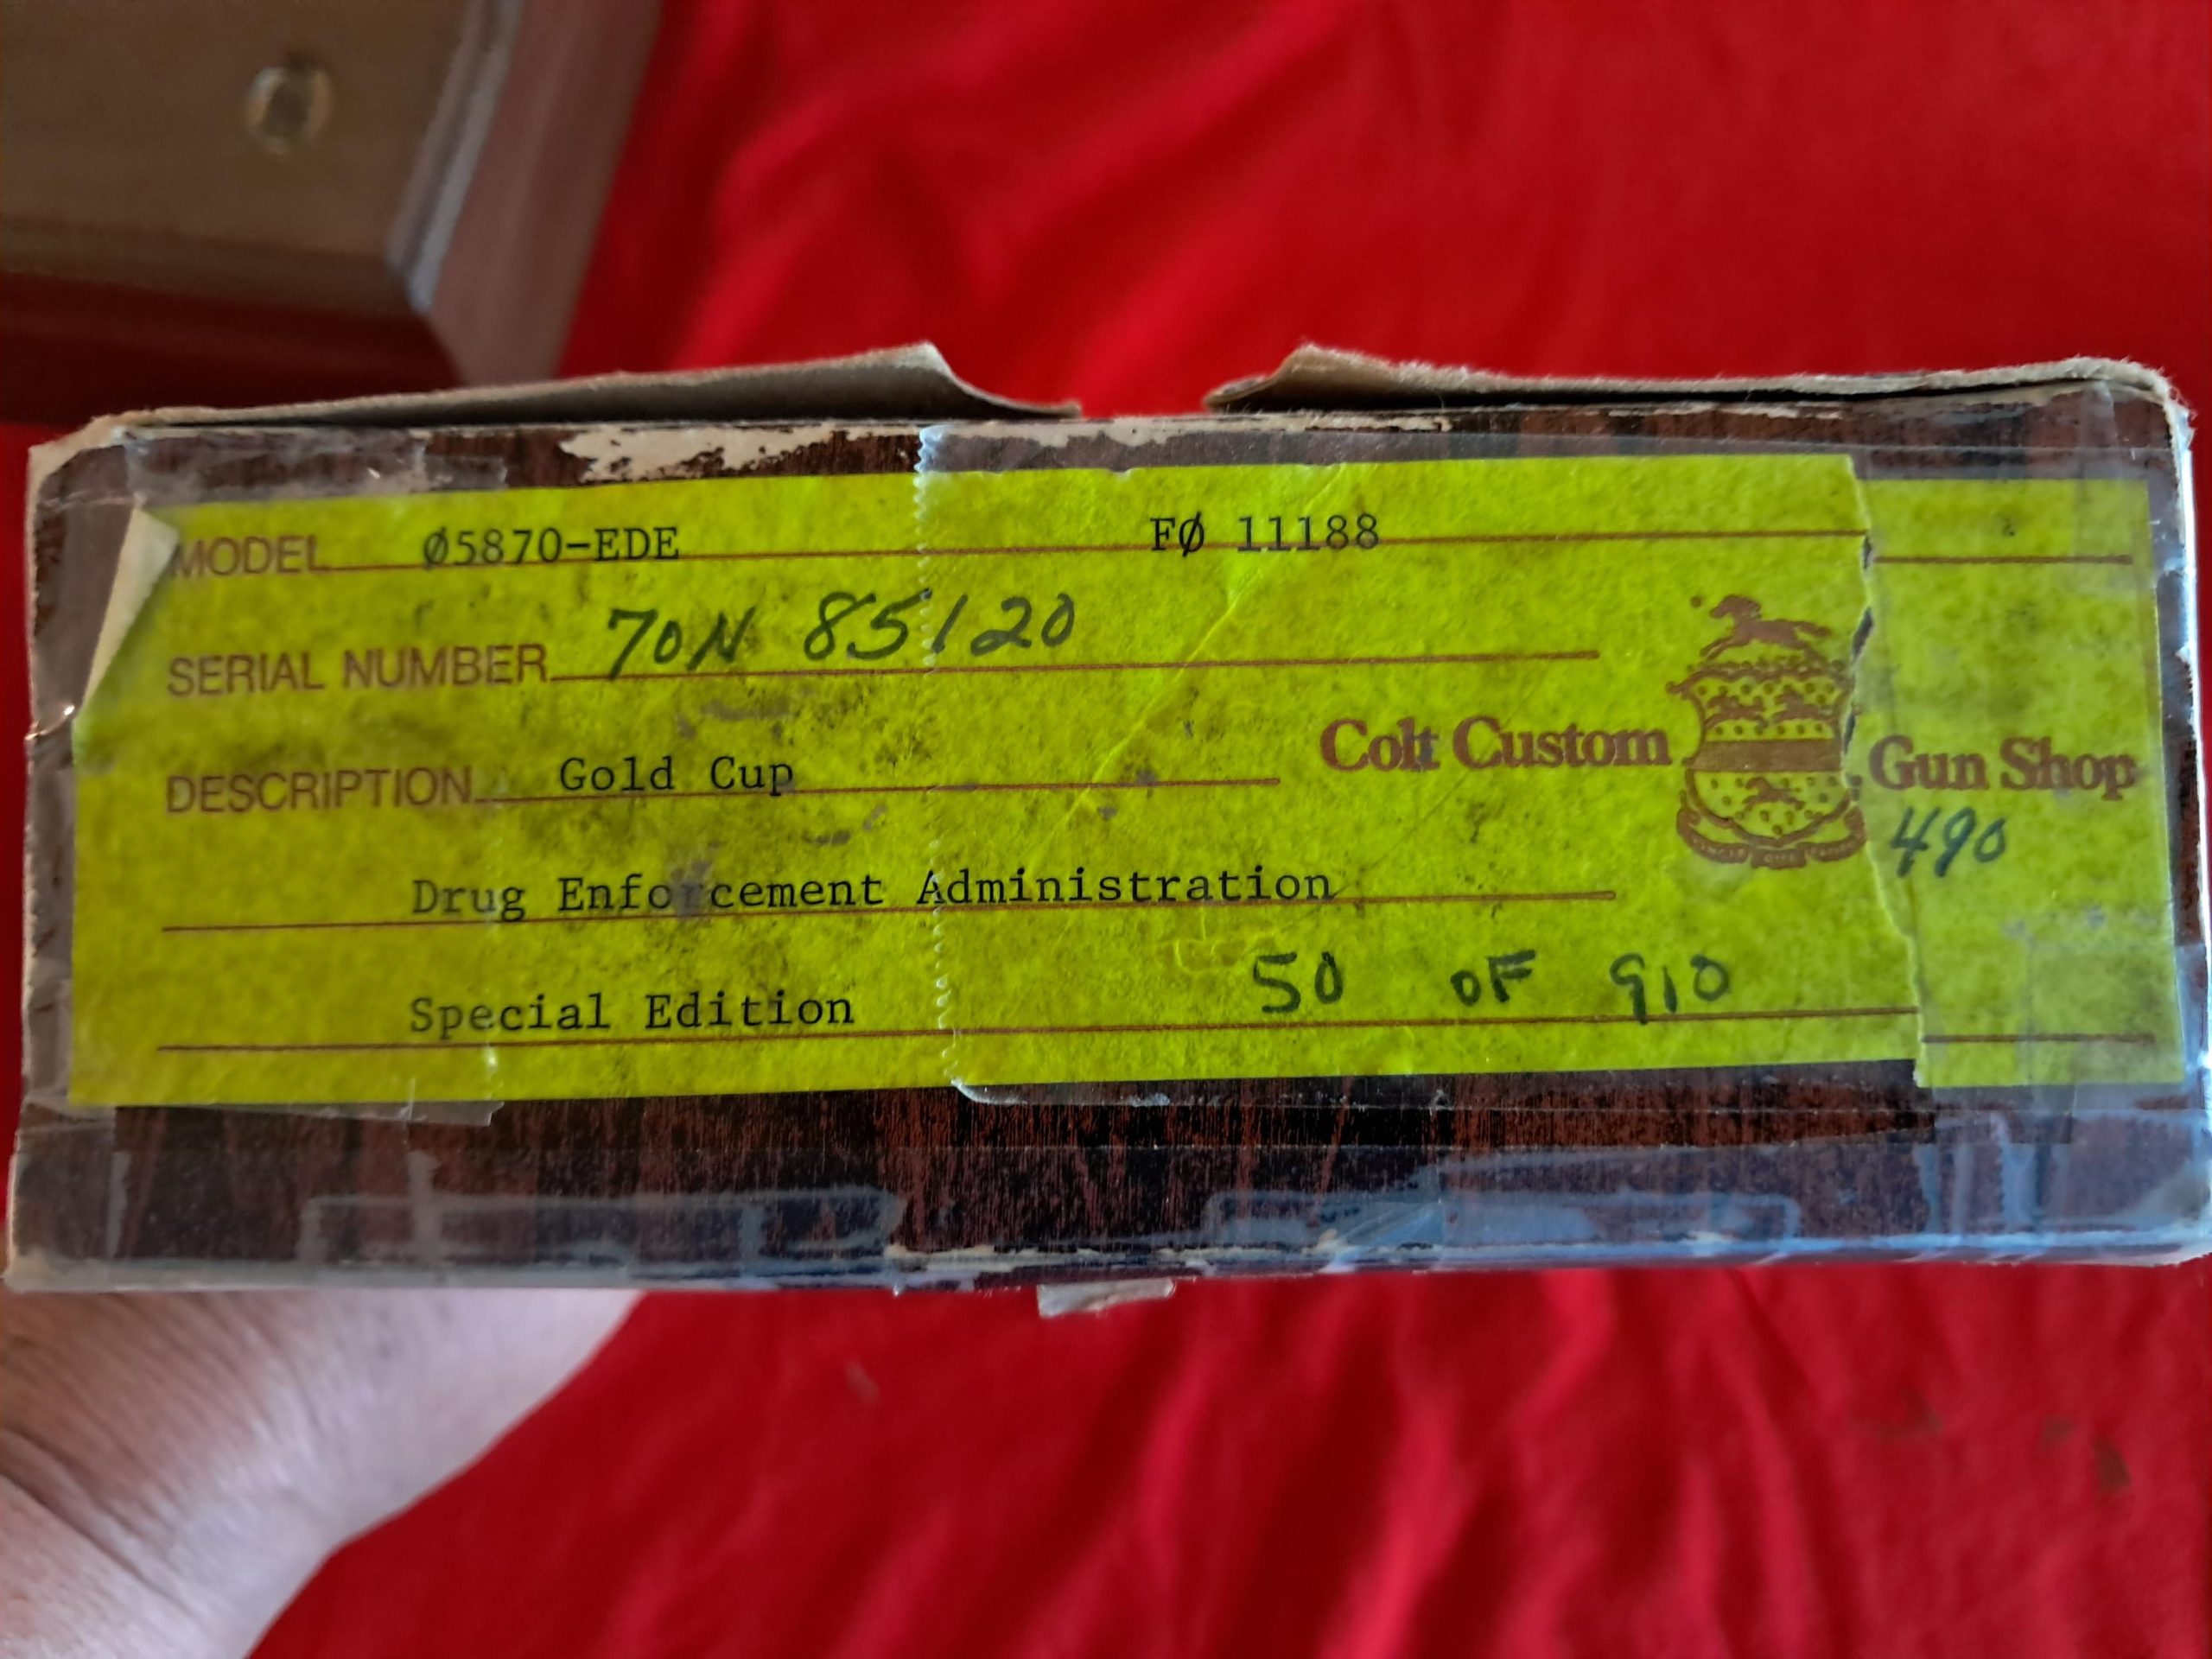 MODEL Ø5870-EDE FØ 11188
SERIAL NUMBER 70N 85120
Colt Custom Gun Shop
DESCRIPTION Gold Cup
490
Drug Enforcement Administration
Special Edition 50 OF 910